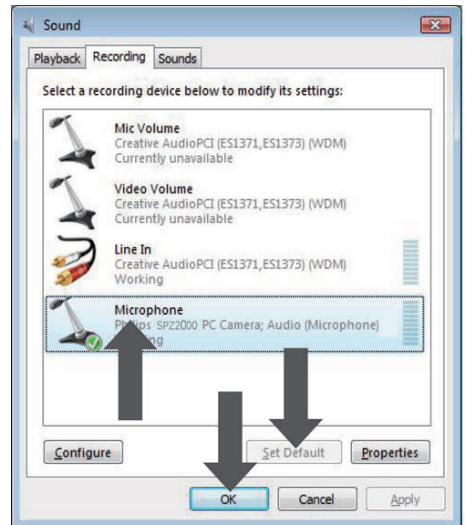 Sound
Playback Recording Sounds
Select a recording device below to modify its settings:
Mic Volume
Creative AudioPCI (ES1371,ES1373) (WDM)
Currently unavailable
Video Volume
Creative AudioPCI (ES1371,ES1373) (WDM)
Currently unavailable
Line In
Creative AudioPCI (ES1371,ES1373) (WDM)
Working
Microphone
Philips SPZ2000 PC Camera; Audio (Microphone)
Configure Set Default Properties
OK Cancel Apply